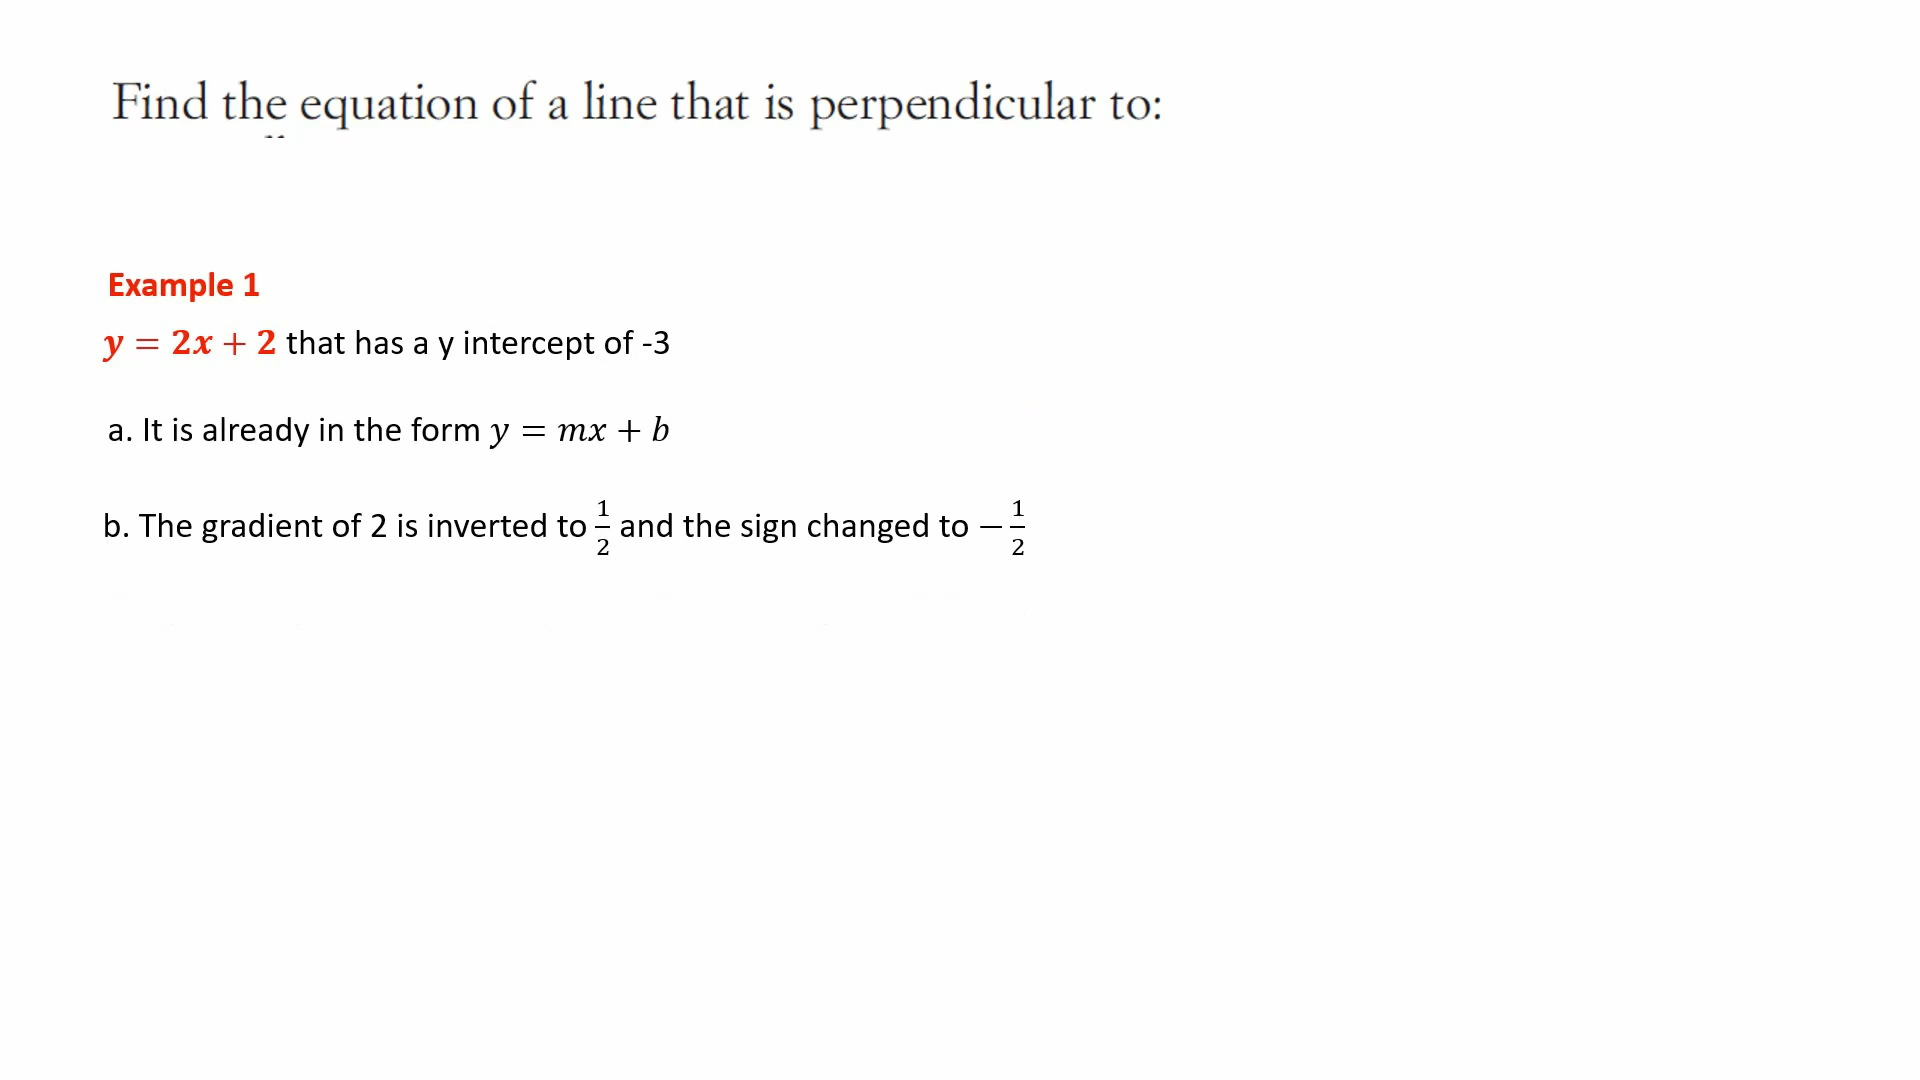 Find the equation of a line that is perpendicular to:
Example 1
y = 2x + 2 that has a y intercept of -3
a. It is already in the form y = mx + b
b. The gradient of 2 is inverted to 1/2 and the sign changed to −1/2